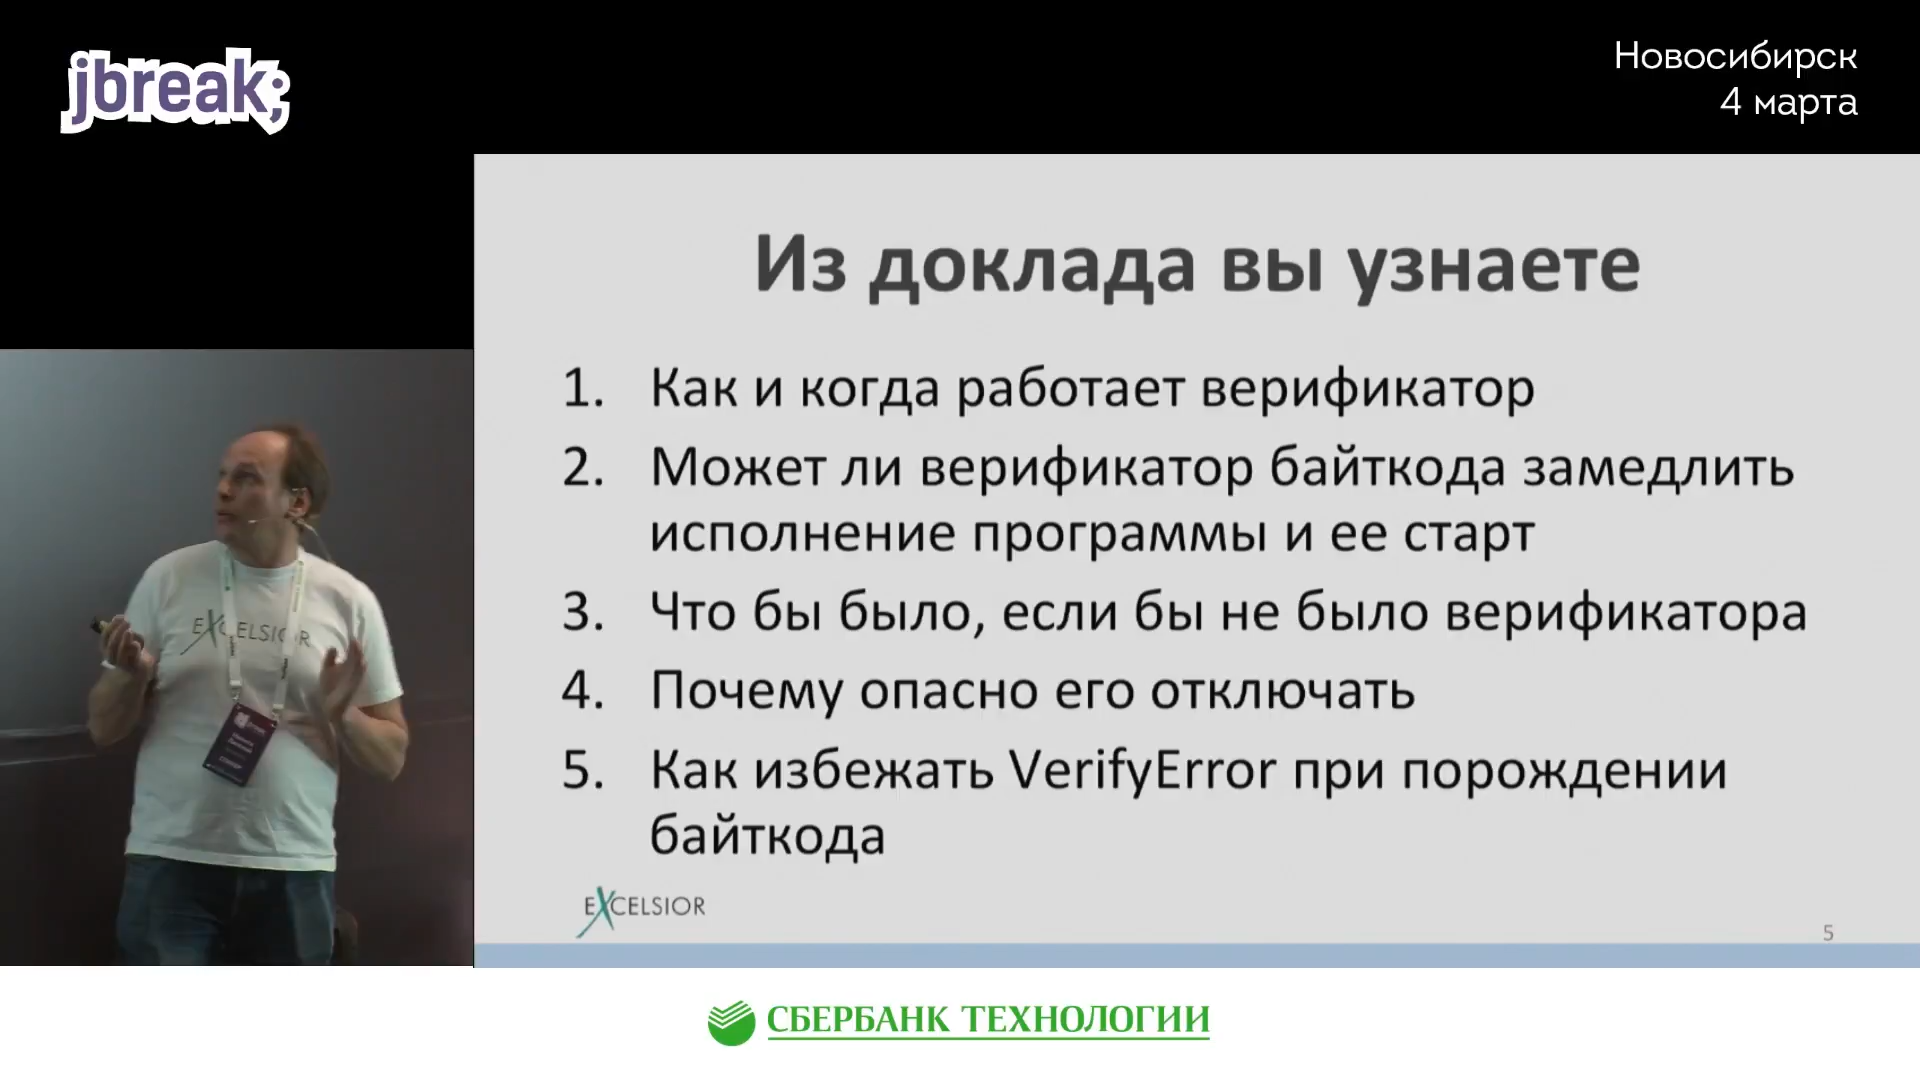 jbreak;
Новосибирск
4 марта
Из доклада вы узнаете
1. Как и когда работает верификатор
2. Может ли верификатор байткода замедлить
исполнение программы и ее старт
3. Что бы было, если бы не было верификатора
4. Почему опасно его отключать
5. Как избежать VerifyError при порождении
байткода
EXCELSIOR
EXCELSIOR
5
СБЕРБАНК ТЕХНОЛОГИИ